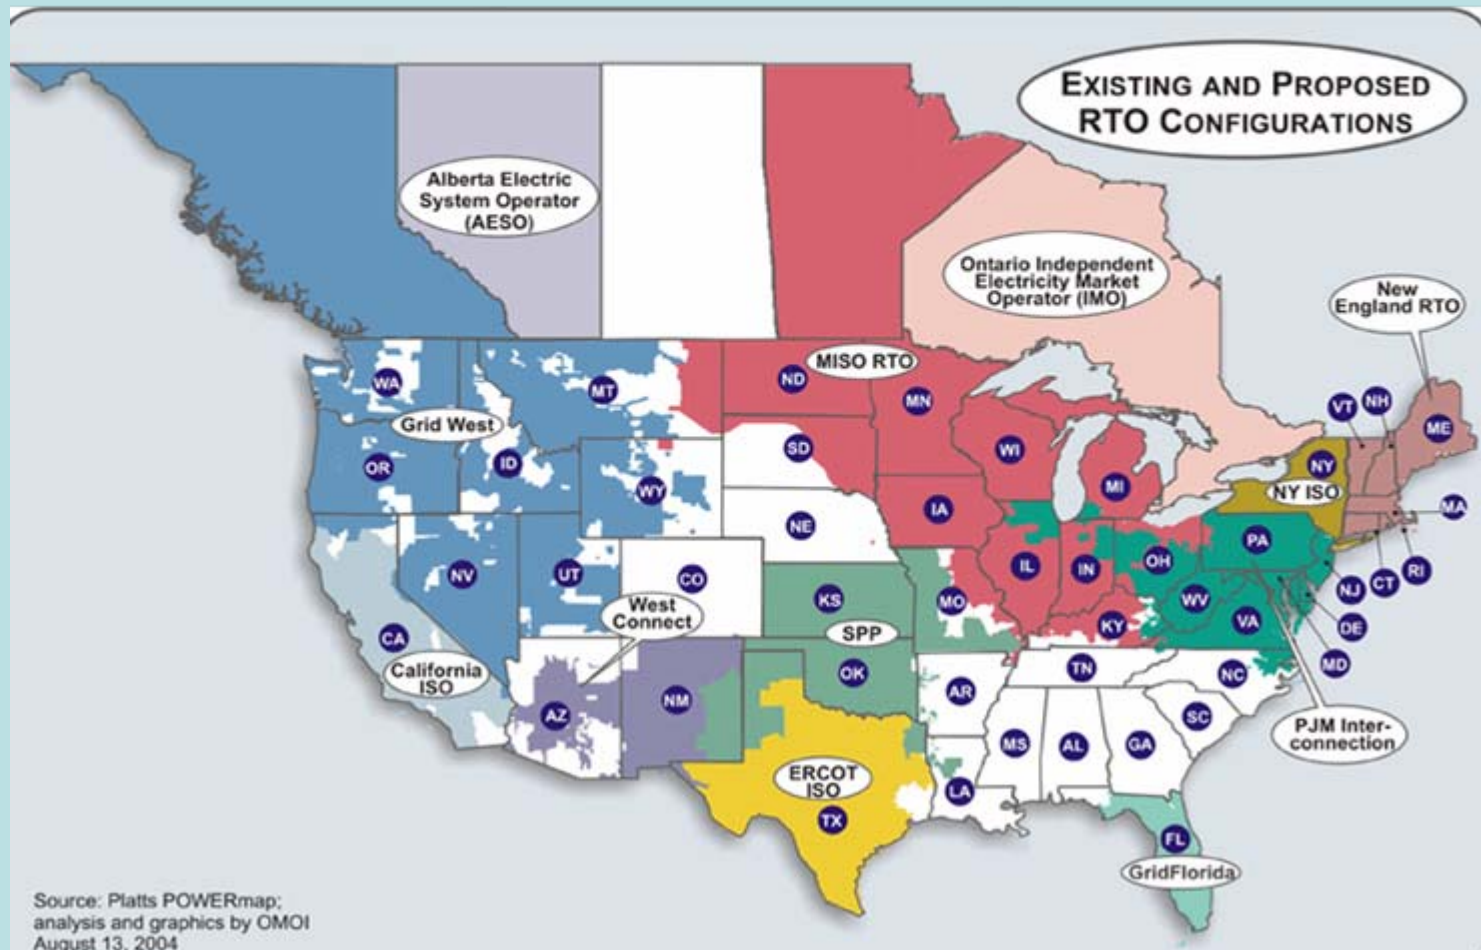 EXISTING AND PROPOSED
RTO CONFIGURATIONS
Alberta Electric
System Operator
(AESO)
Ontario Independent
Electricity Market
Operator (IMO)
New
England RTO
MISO RTO
WA
MT
ND
MN
VT
NH
ME
Grid West
OR
ID
SD
WI
NY
WY
MI
NY ISO
NE
IA
MA
PA
NV
UT
CO
IL
IN
OH
RI
CT
NJ
West
Connect
KS
MO
WV
CA
SPP
KY
VA
DE
MD
California
ISO
OK
TN
NC
AZ
NM
AR
SC
PJM Inter-
connection
MS
AL
GA
ERCOT
ISO
LA
TX
FL
GridFlorida
Source: Platts POWERmap;
analysis and graphics by OMOI
August 13, 2004